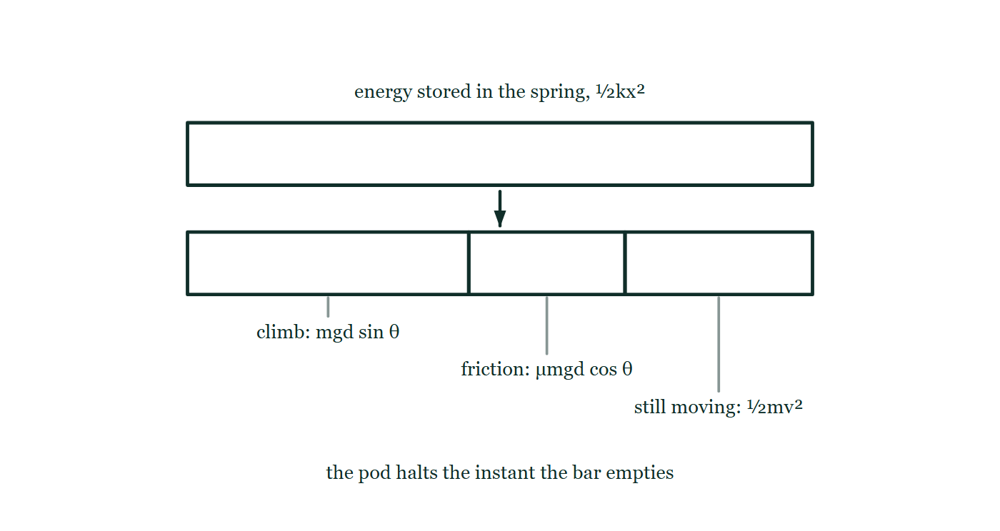 energy stored in the spring, ½kx²
climb: mgd sin θ
friction: μmgd cos θ
still moving: ½mv²
the pod halts the instant the bar empties